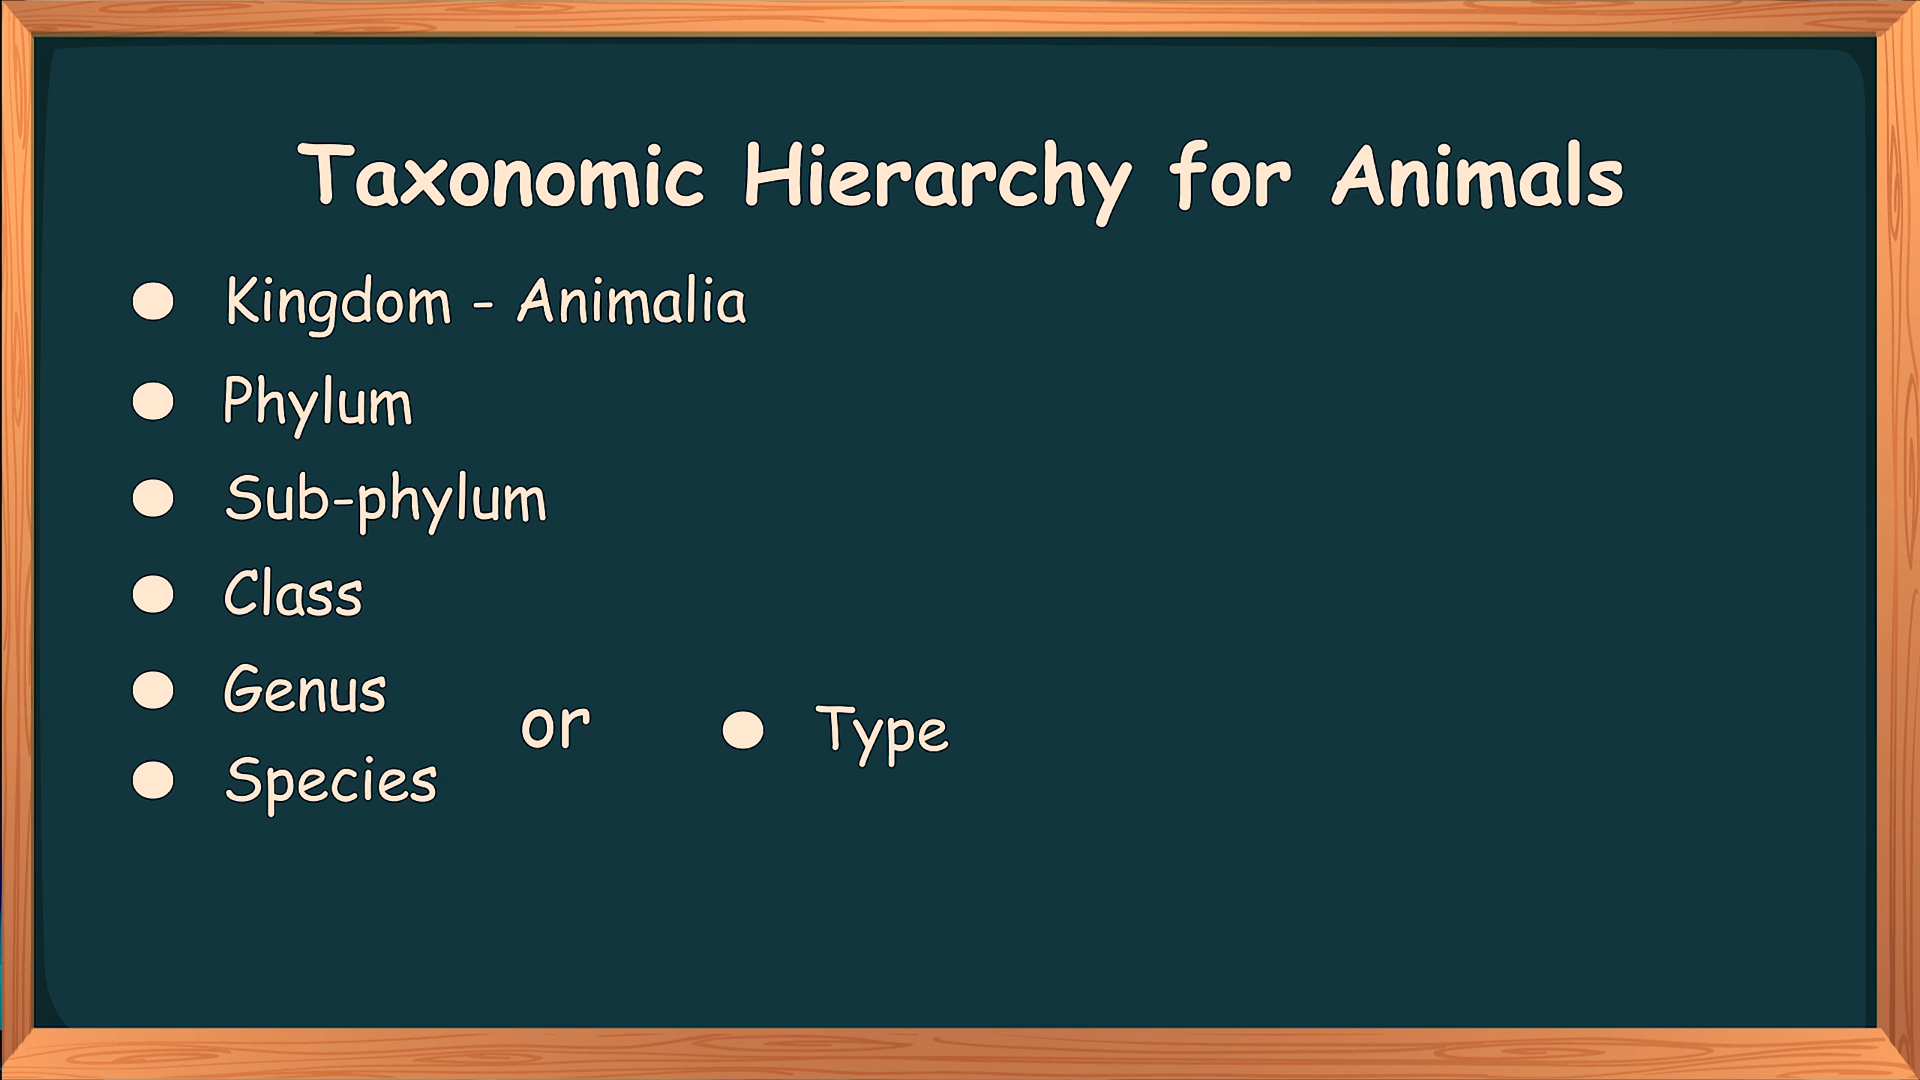 Taxonomic Hierarchy for Animals
● Kingdom - Animalia
● Phylum
● Sub-phylum
● Class
● Genus
● Species
or
● Type